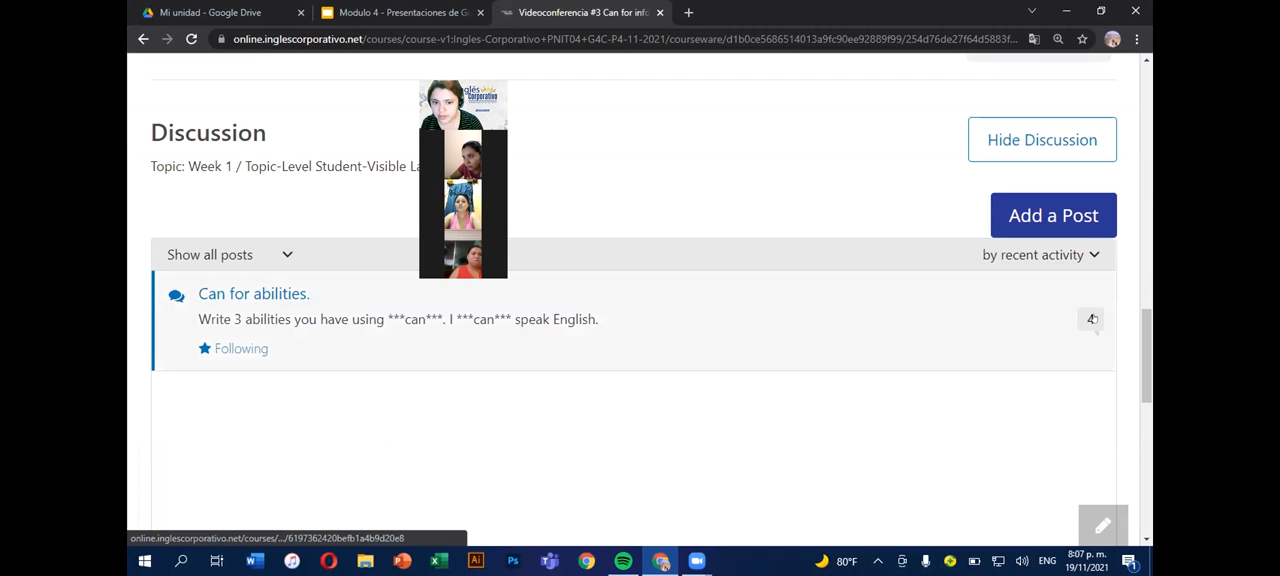 Mi unidad - Google Drive
Modulo 4 - Presentaciones de G
Videoconferencia #3 Can for info
online.inglescorporativo.net/courses/course-v1:Ingles-Corporativo+PNIT04+G4C-P4-11-2021/courseware/d1b0ce5686514013a9fc90ee92889f99/254d76de27f64d5883f...
Discussion
Hide Discussion
Topic: Week 1 / Topic-Level Student-Visible La
Add a Post
Show all posts
by recent activity
Can for abilities.
Write 3 abilities you have using ***can***. I ***can*** speak English.
4
Following
online.inglescorporativo.net/courses/.../6197362420befb1a4b9d20e8
80°F
ENG
8:07 p. m.
19/11/2021